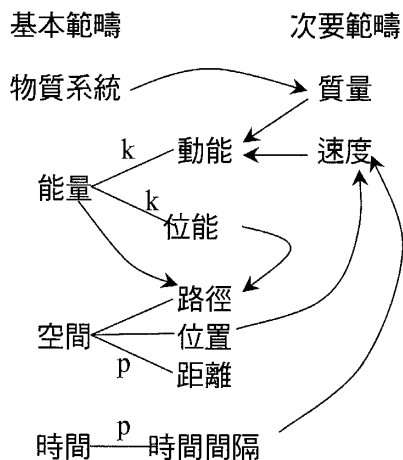 基本範疇 次要範疇
物質系統 質量
k 動能 速度
能量
k
位能
路徑
空間 位置
p 距離
時間 p 時間間隔